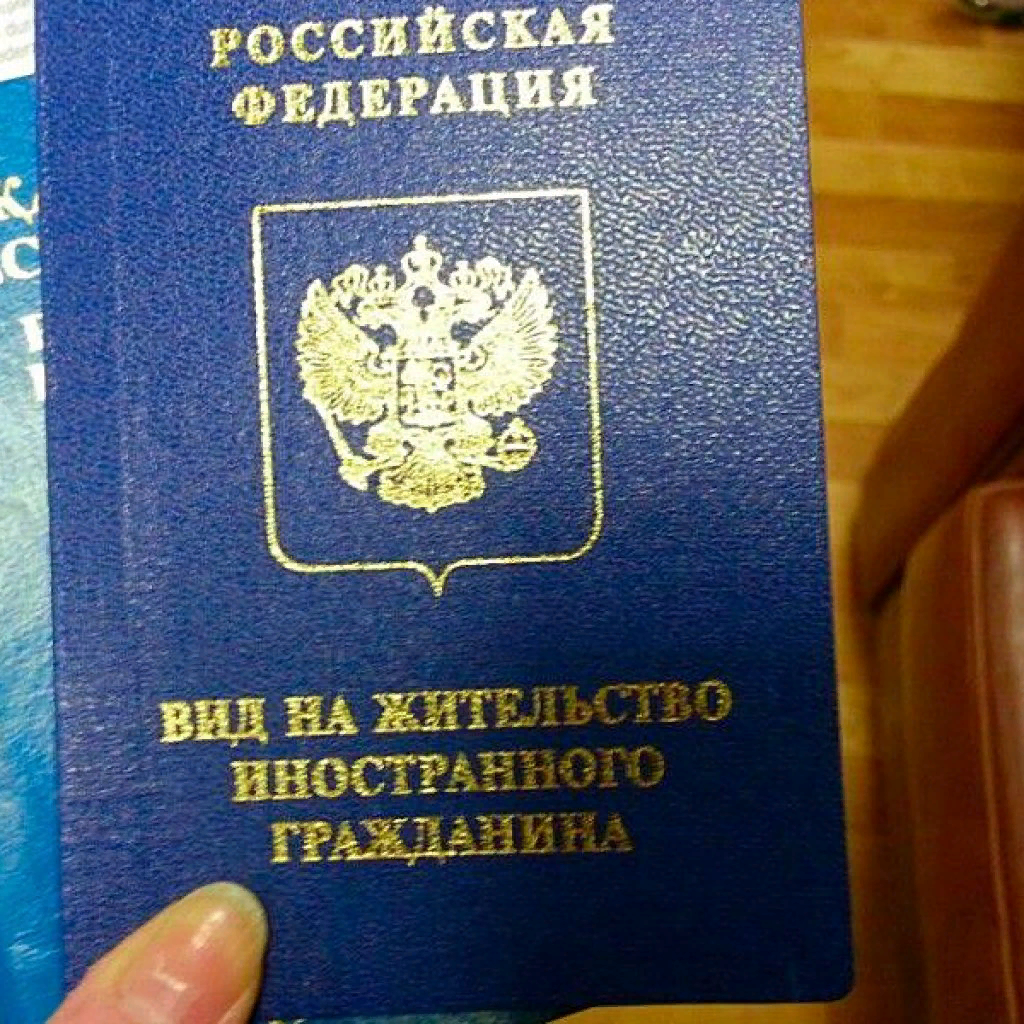 РОССИЙСКАЯ
ФЕДЕРАЦИЯ
ВИД НА ЖИТЕЛЬСТВО
ИНОСТРАННОГО
ГРАЖДАНИНА